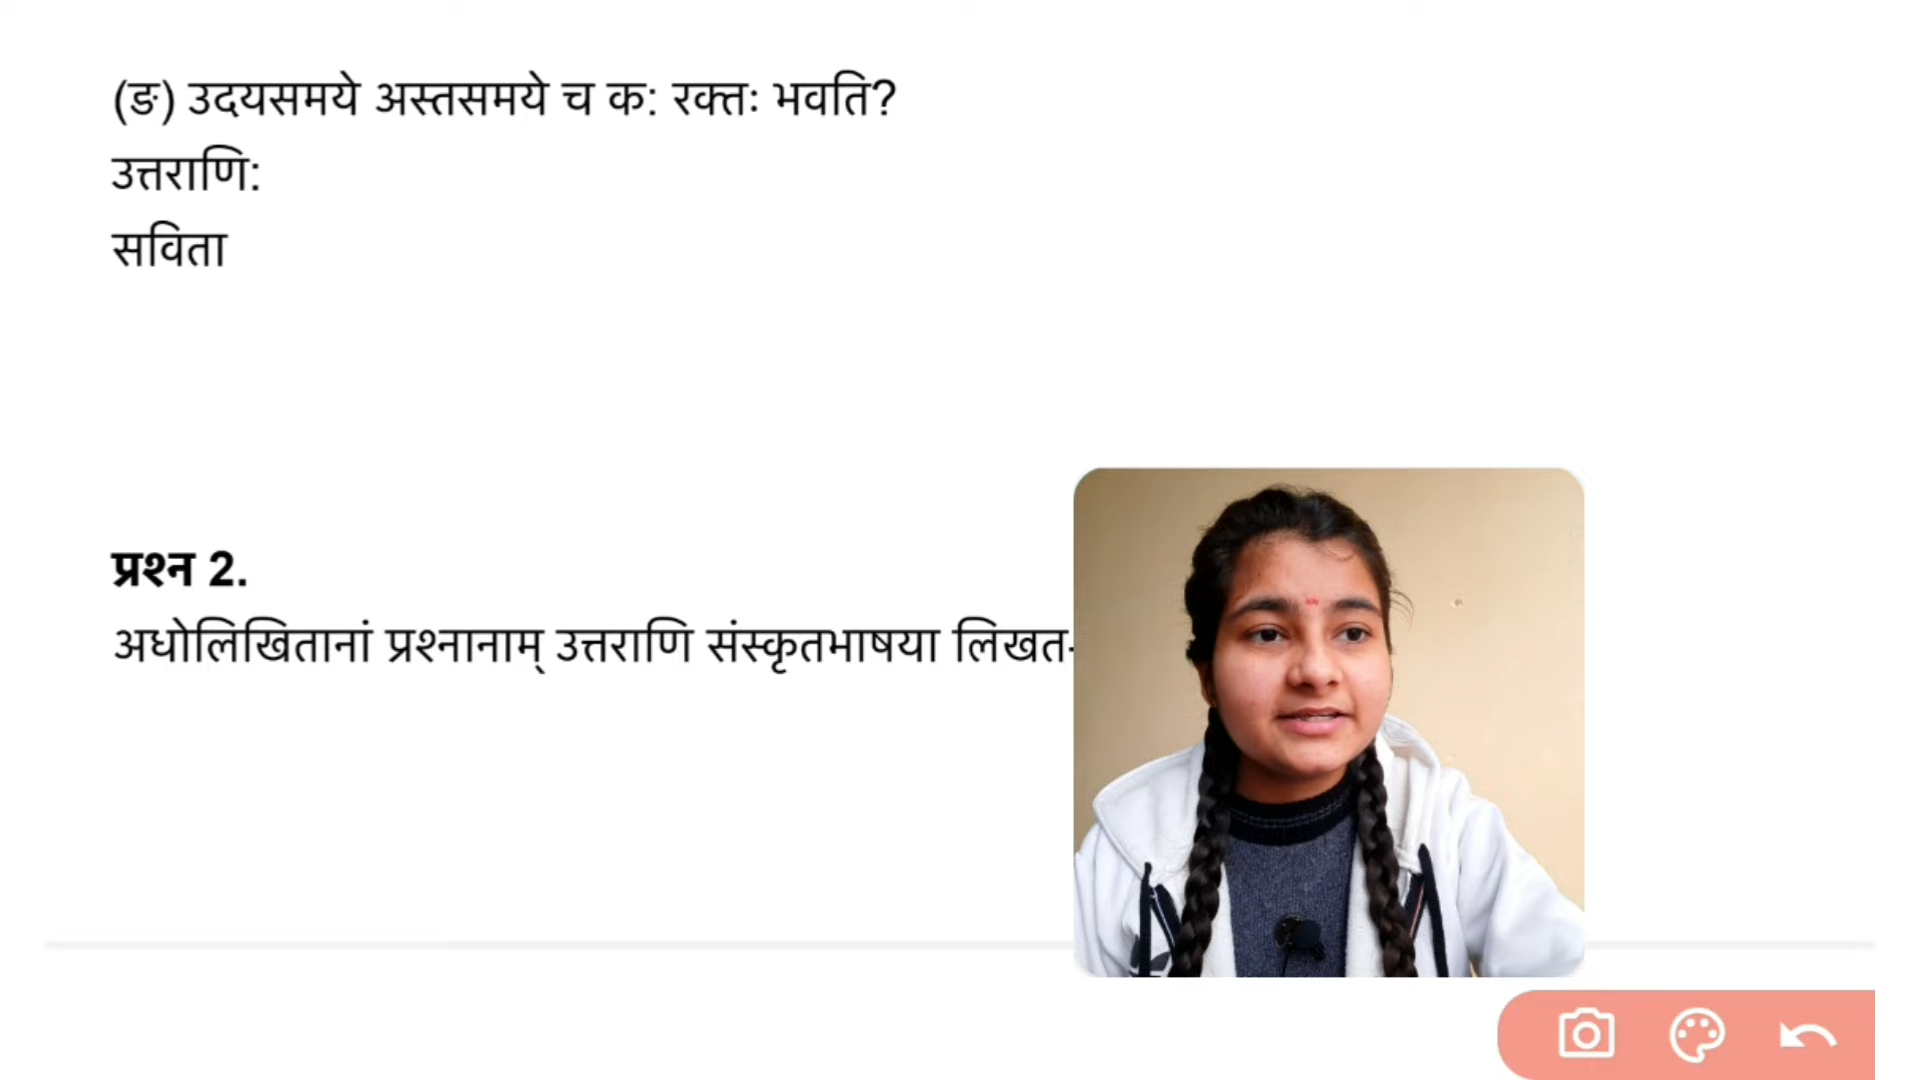 (ङ) उदयसमये अस्तसमये च क: रक्तः भवति?
उत्तराणि:
सविता
प्रश्न 2.
अधोलिखितानां प्रश्नानाम् उत्तराणि संस्कृतभाषया लिखत-